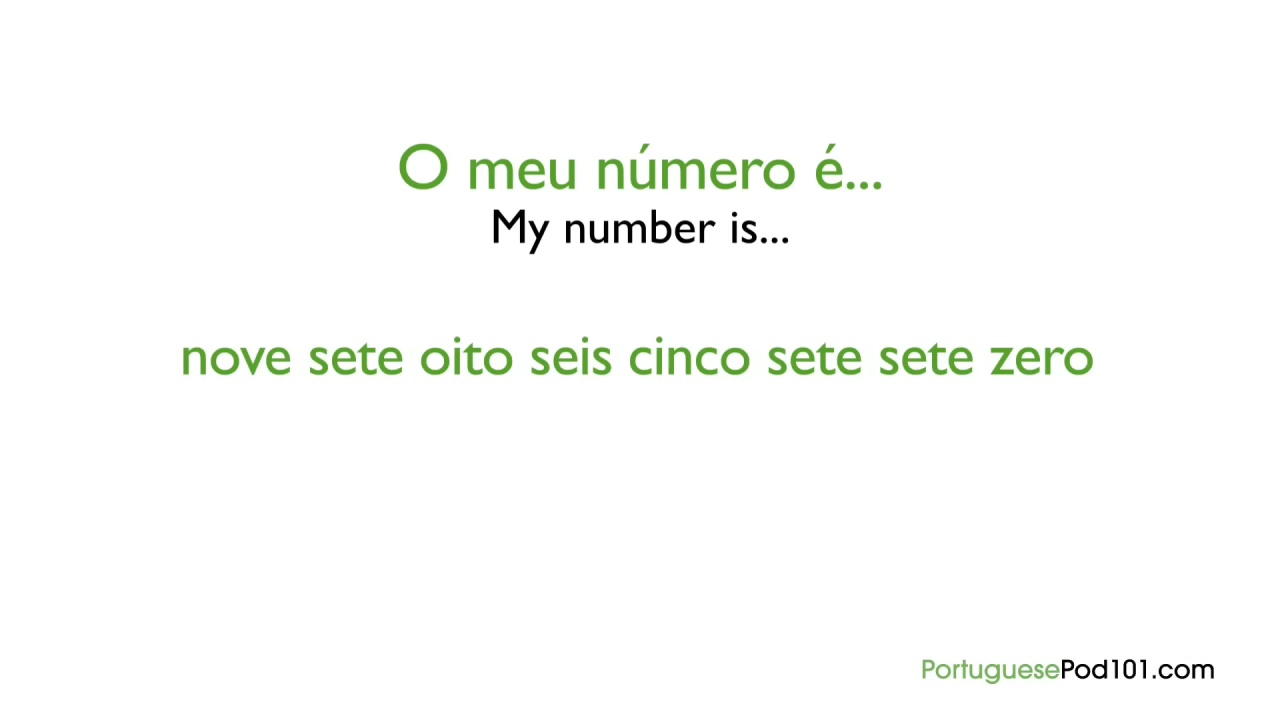 O meu número é...
My number is...
nove sete oito seis cinco sete sete zero
PortuguesePod101.com